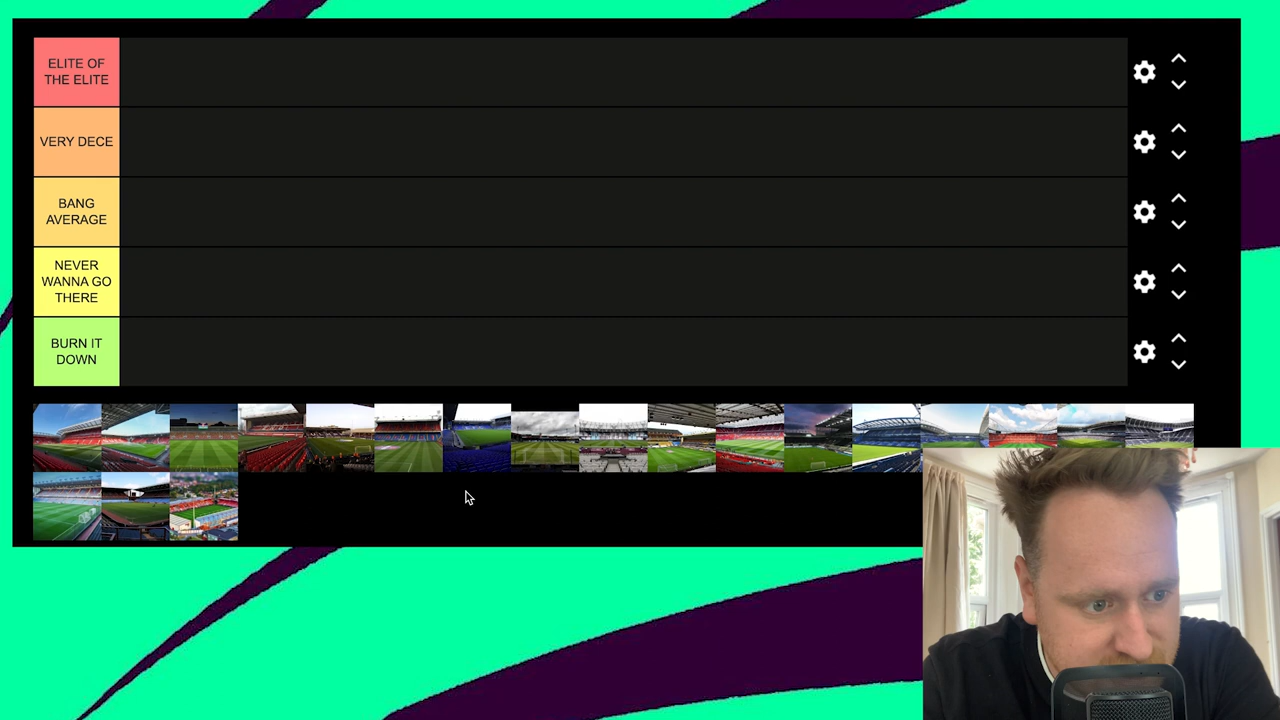 ELITE OF
THE ELITE
VERY DECE
BANG
AVERAGE
NEVER
WANNA GO
THERE
BURN IT
DOWN